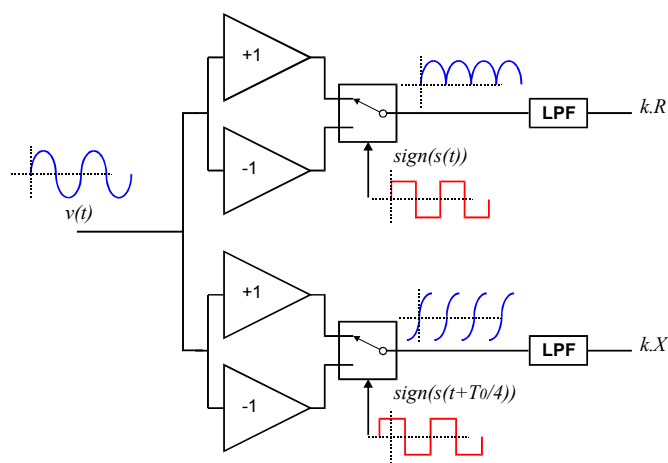 +1
-1
v(t)
sign(s(t))
LPF
k.R
+1
-1
sign(s(t+T0/4))
LPF
k.X